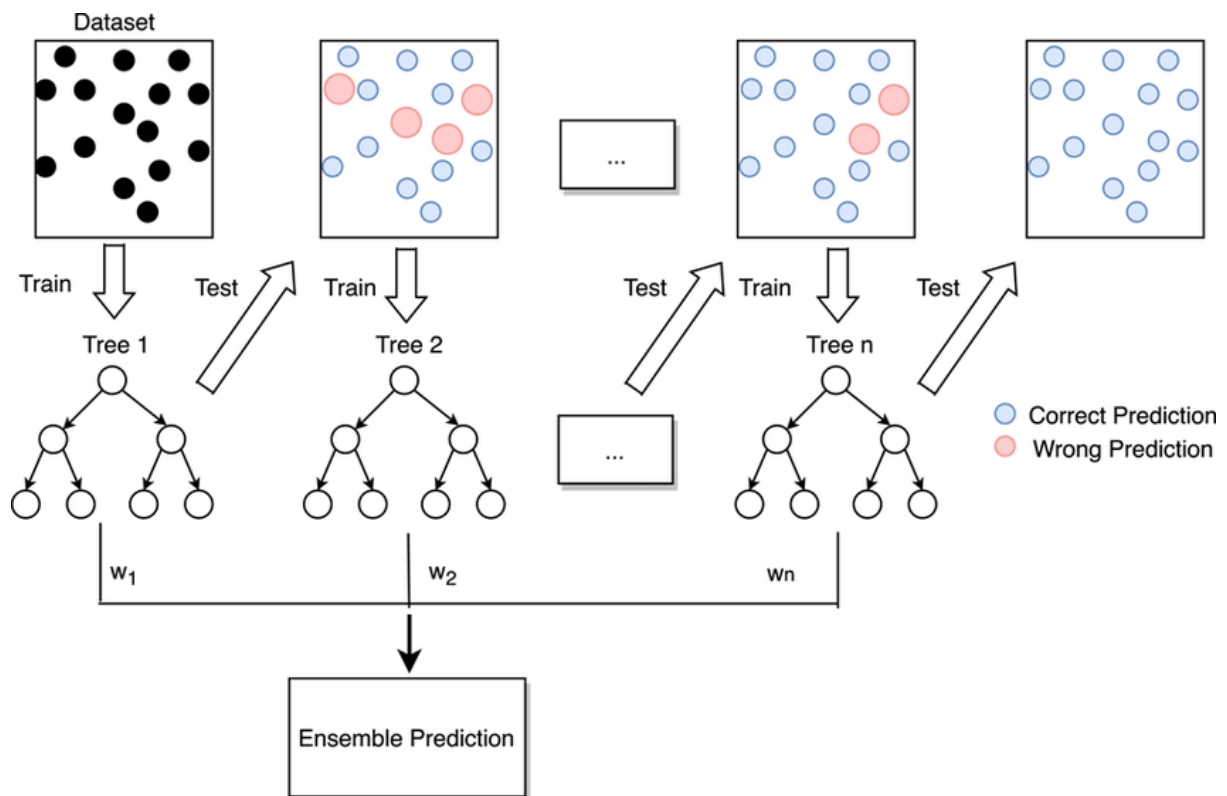 Dataset
...
Train
Test
Train
Test
Train
Test
Tree 1
Tree 2
Tree n
Correct Prediction
Wrong Prediction
...
w1
w2
wn
Ensemble Prediction